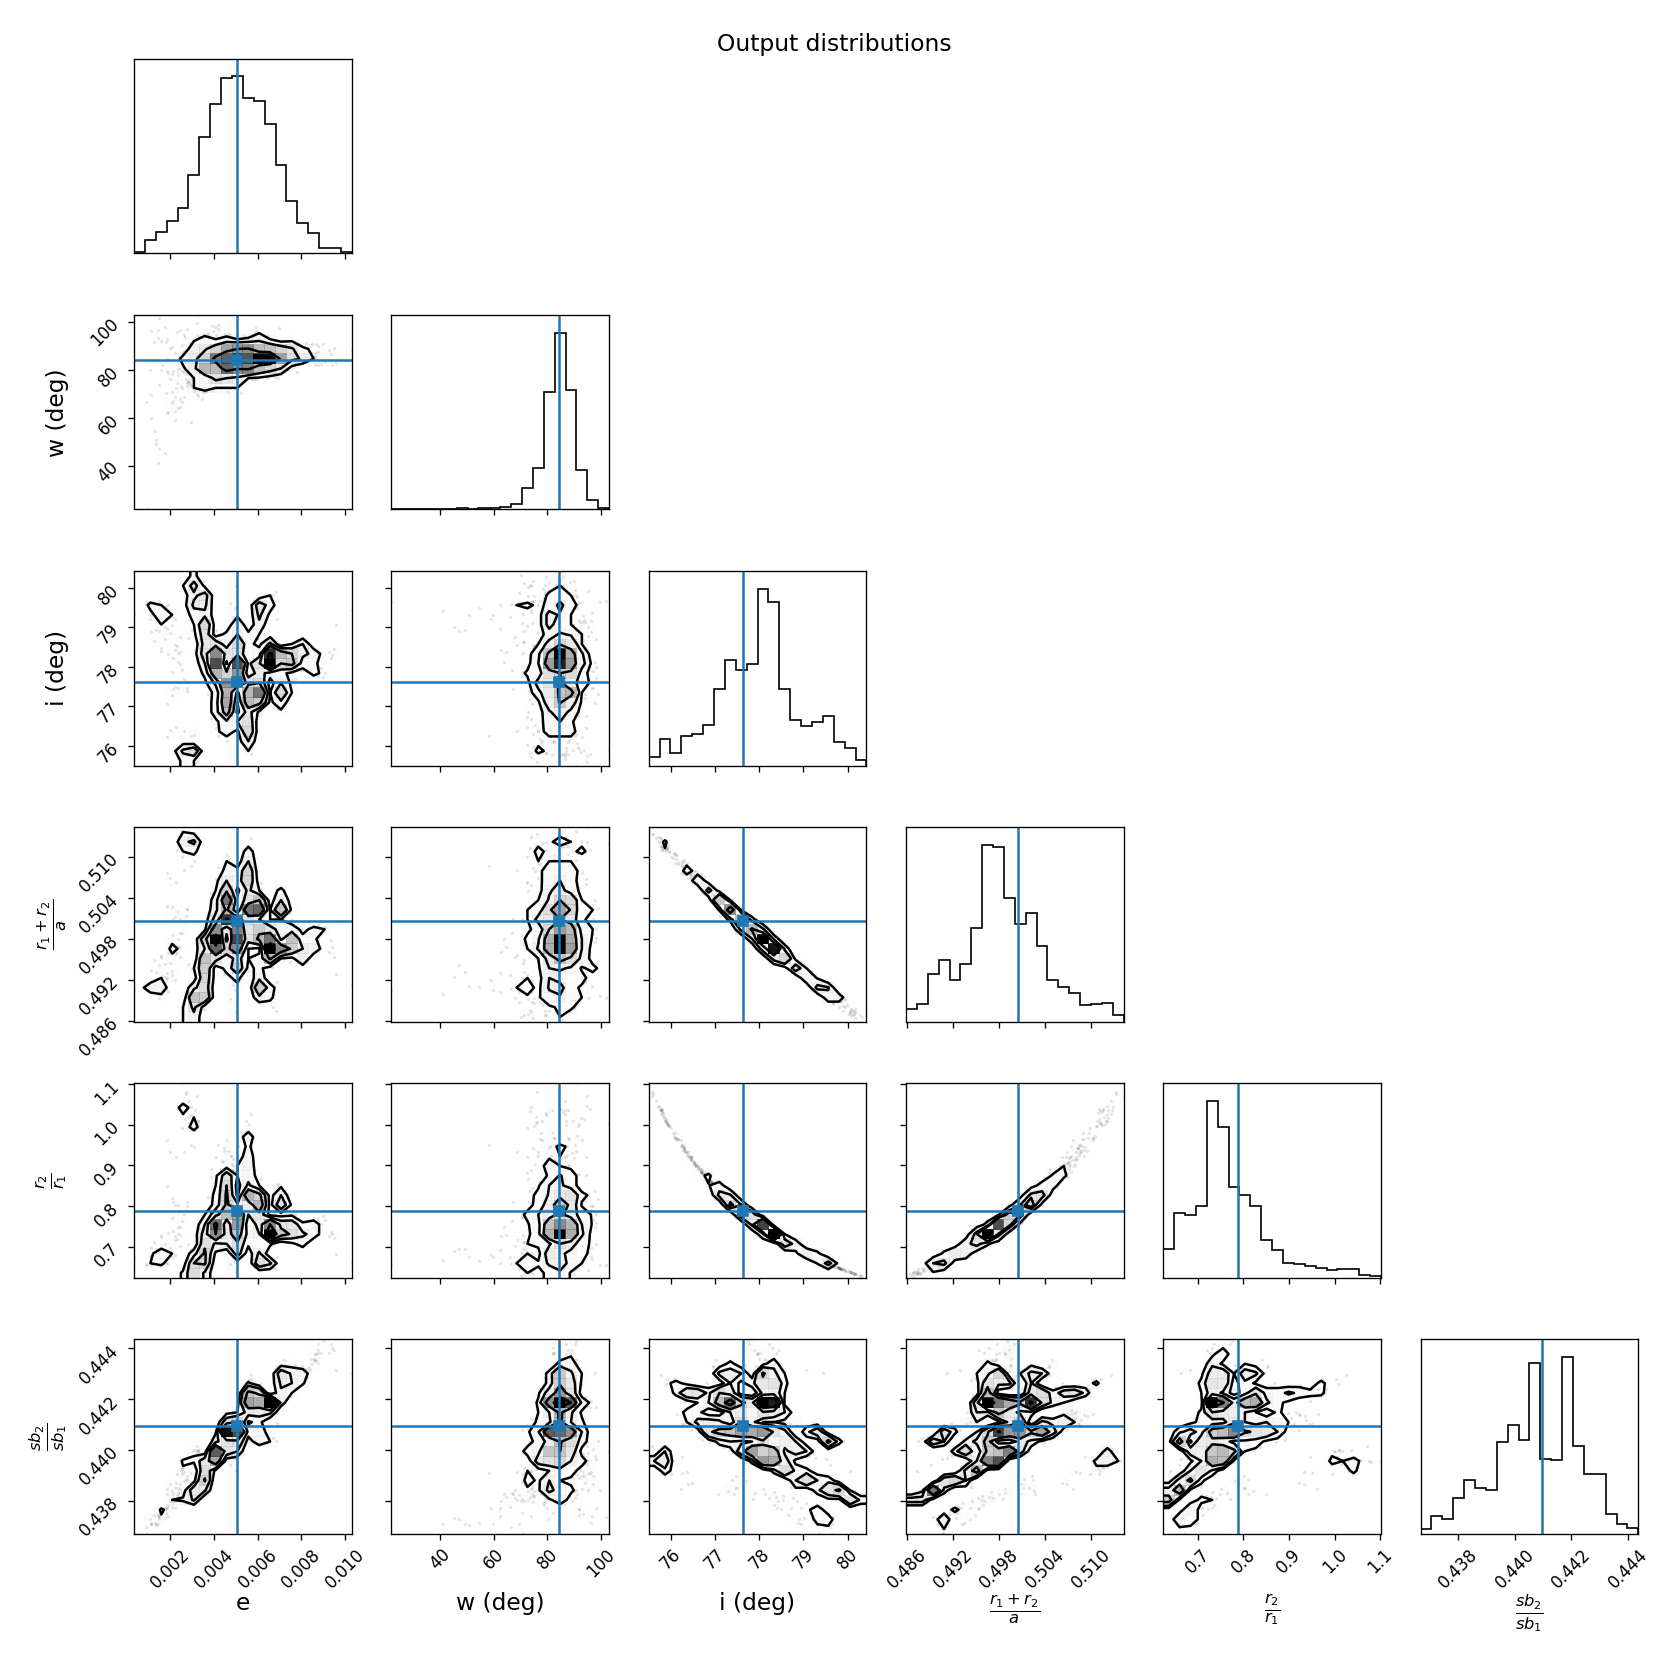 Output distributions
w (deg)
100
80
60
40
i (deg)
80
79
78
77
76
r₁ + r₂
a
0.510
0.504
0.498
0.492
0.486
r₂
r₁
1.1
1.0
0.9
0.8
0.7
sb₂
sb₁
0.444
0.442
0.440
0.438
0.002 0.004 0.006 0.008 0.010 40 60 80 100 76 77 78 79 80 0.486 0.492 0.498 0.504 0.510 0.7 0.8 0.9 1.0 1.1 0.438 0.440 0.442 0.444
e w (deg) i (deg) r₁ + r₂ r₂ sb₂
a r₁ sb₁